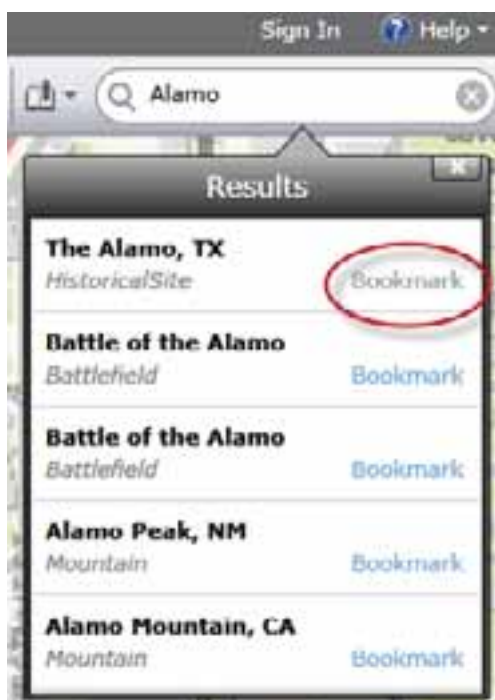 Sign In ? Help
Alamo
Results
The Alamo, TX
HistoricalSite Bookmark
Battle of the Alamo
Battlefield Bookmark
Battle of the Alamo
Battlefield Bookmark
Alamo Peak, NM
Mountain Bookmark
Alamo Mountain, CA
Mountain Bookmark